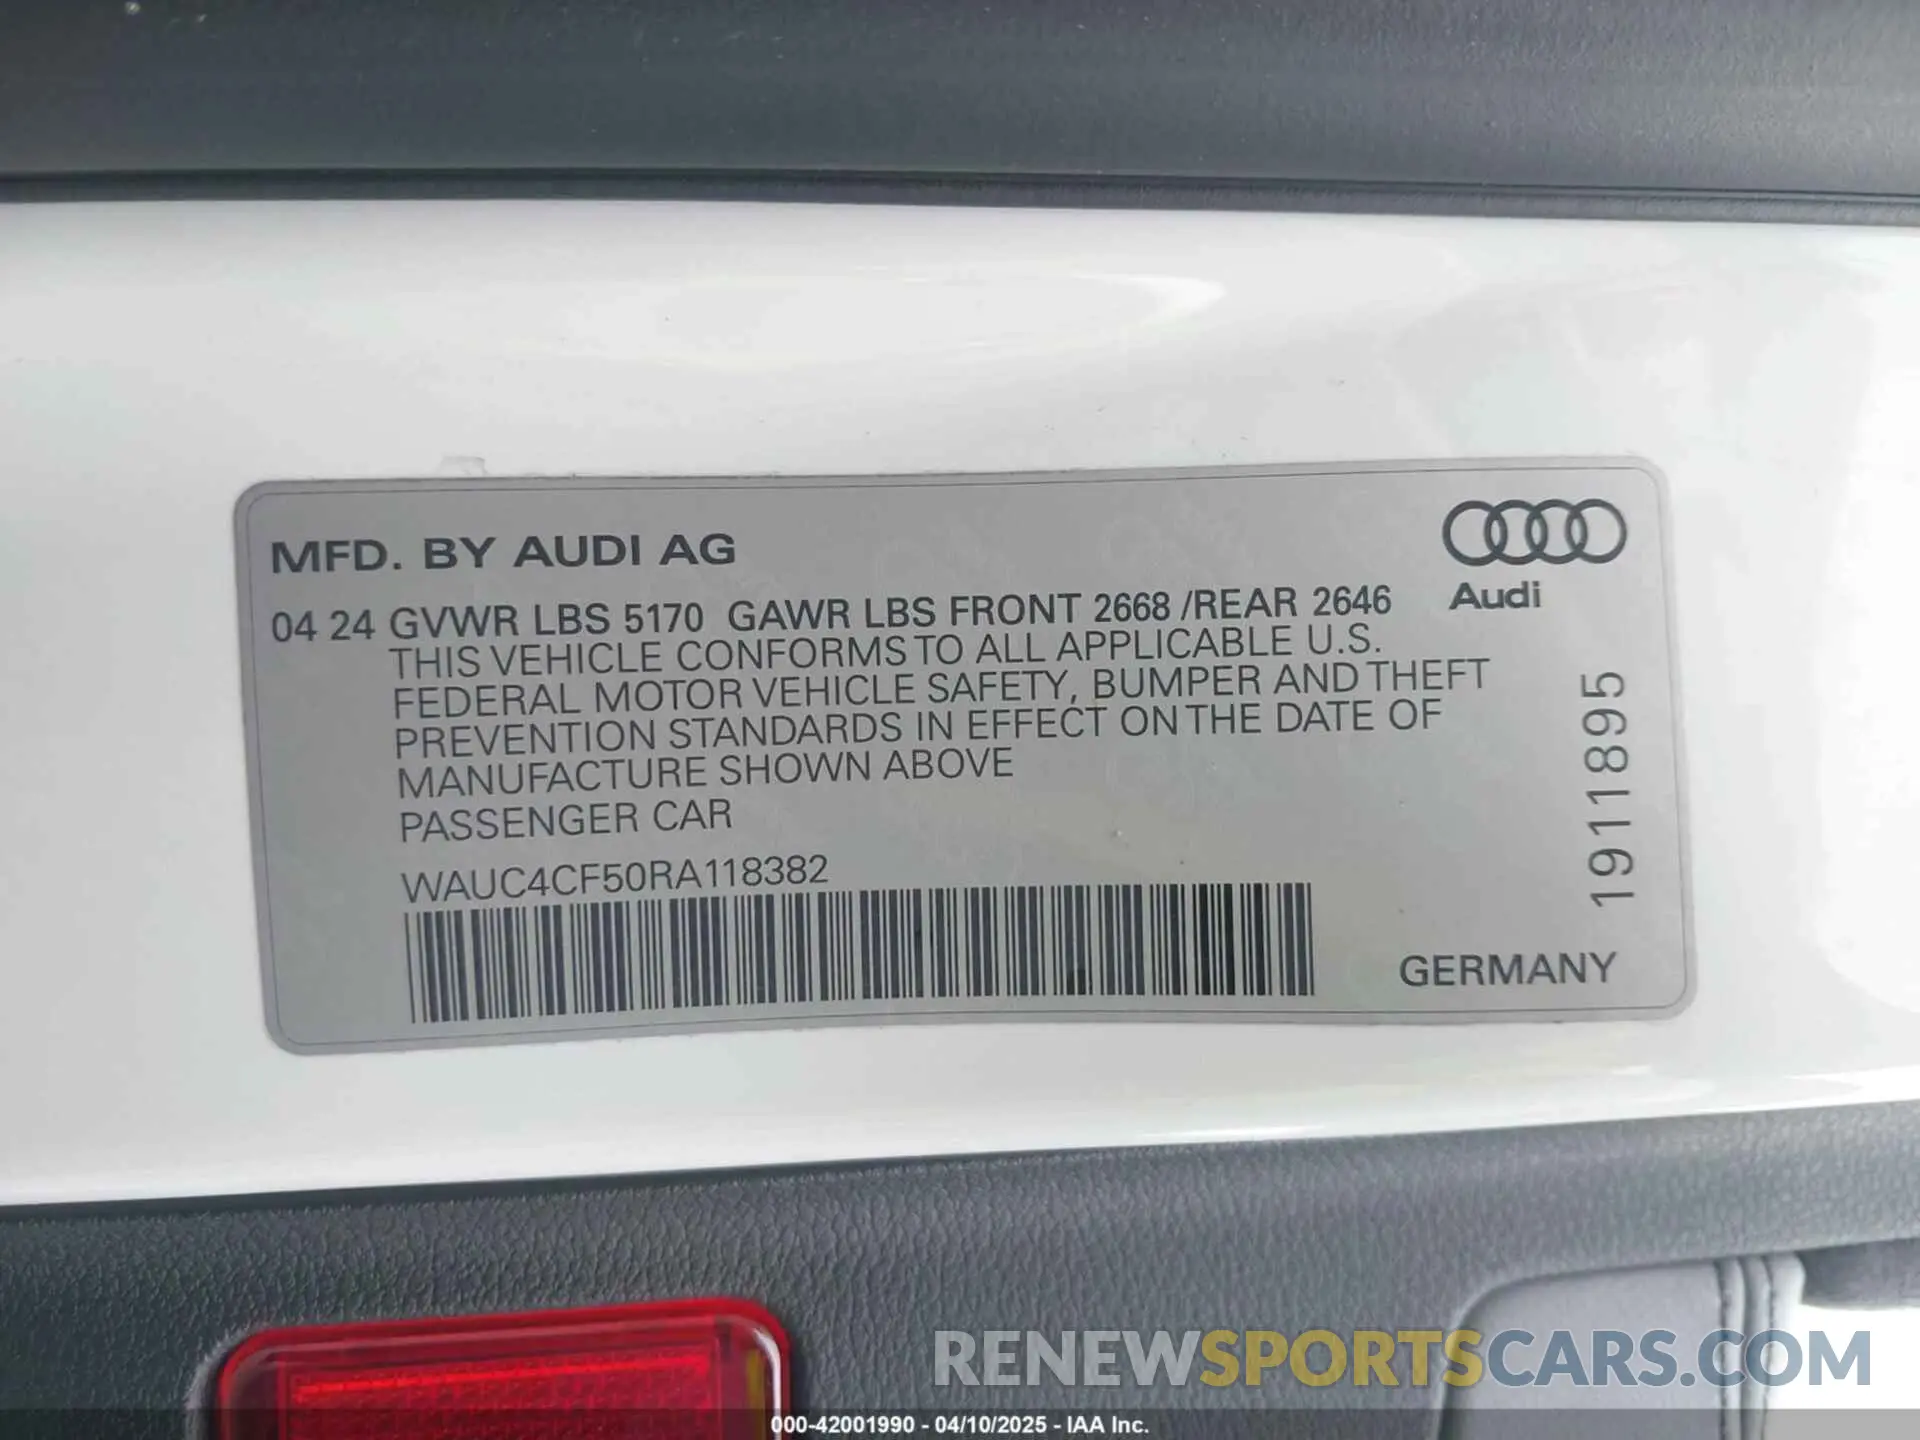 MFD. BY AUDI AG
Audi
04 24 GVWR LBS 5170 GAWR LBS FRONT 2668 /REAR 2646
THIS VEHICLE CONFORMS TO ALL APPLICABLE U.S.
FEDERAL MOTOR VEHICLE SAFETY, BUMPER AND THEFT
PREVENTION STANDARDS IN EFFECT ON THE DATE OF
MANUFACTURE SHOWN ABOVE
PASSENGER CAR
WAUC4CF50RA118382
1911895
GERMANY
RENEWSPORTSCARS.COM
000-42001990 - 04/10/2025 - IAA Inc.